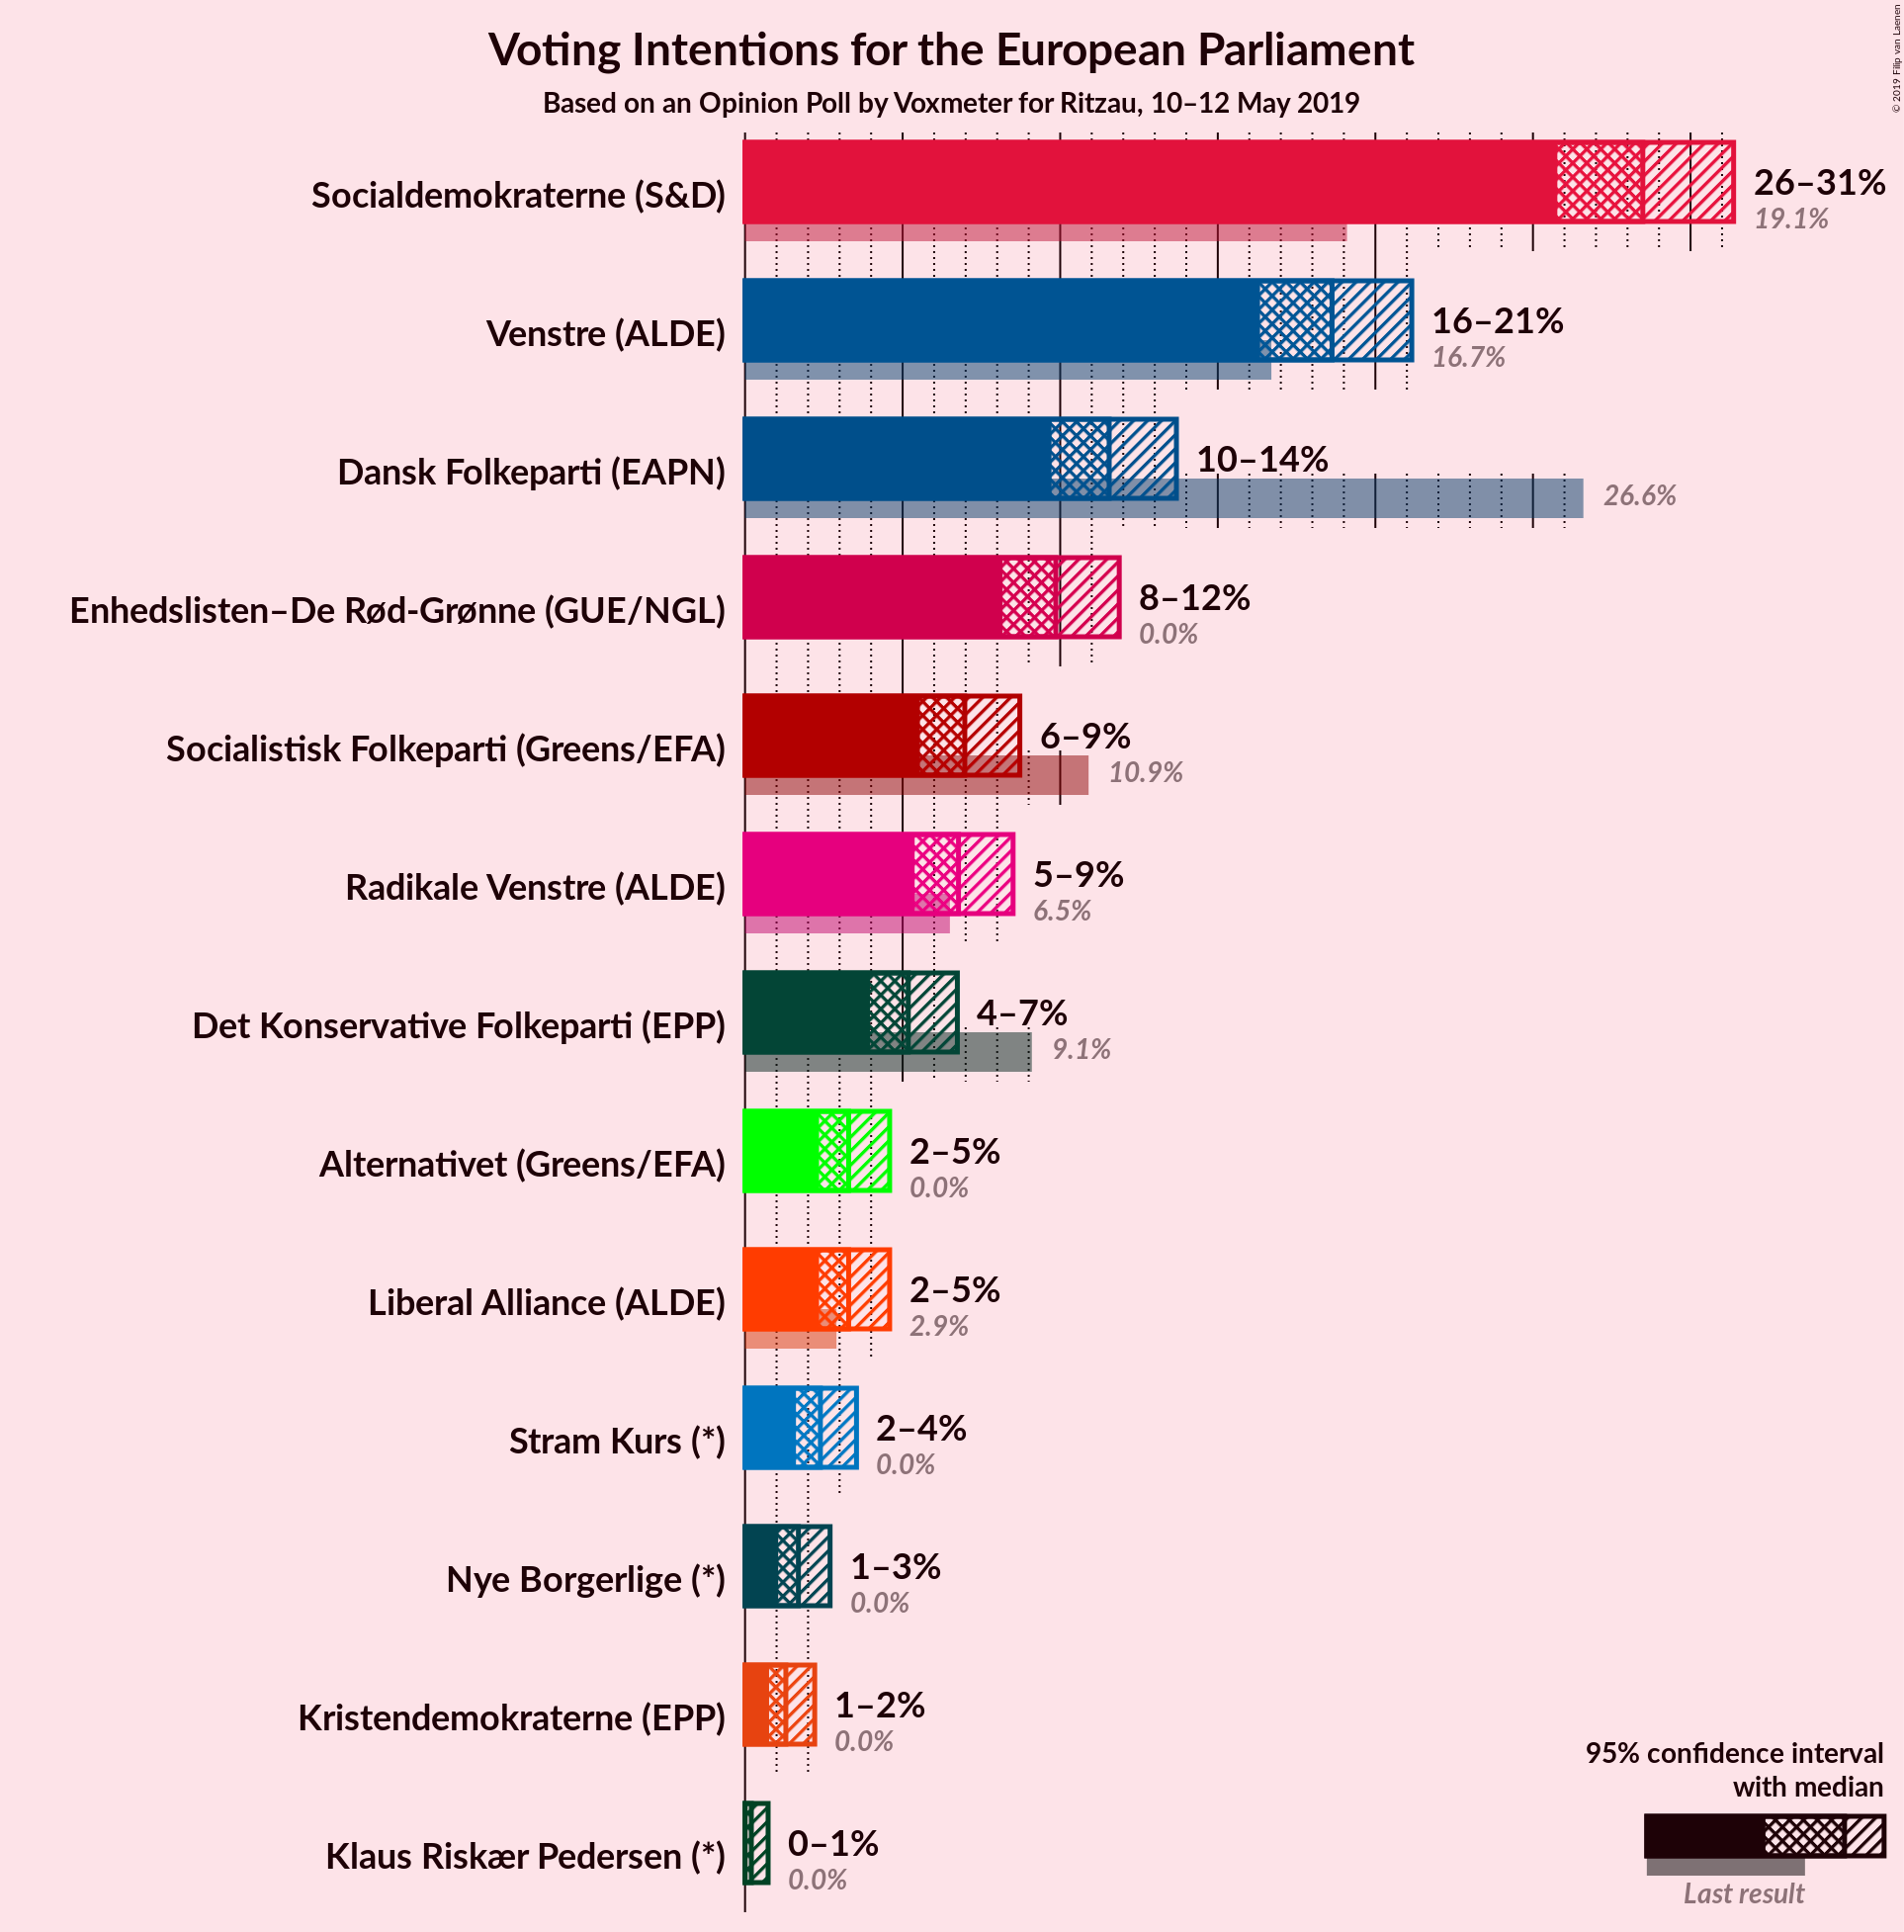 Voting Intentions for the European Parliament
Based on an Opinion Poll by Voxmeter for Ritzau, 10–12 May 2019
© 2019 Filip van Laenen
Socialdemokraterne (S&D)
26–31%
19.1%
Venstre (ALDE)
16–21%
16.7%
Dansk Folkeparti (EAPN)
10–14%
26.6%
Enhedslisten–De Rød-Grønne (GUE/NGL)
8–12%
0.0%
Socialistisk Folkeparti (Greens/EFA)
6–9%
10.9%
Radikale Venstre (ALDE)
5–9%
6.5%
Det Konservative Folkeparti (EPP)
4–7%
9.1%
Alternativet (Greens/EFA)
2–5%
0.0%
Liberal Alliance (ALDE)
2–5%
2.9%
Stram Kurs (*)
2–4%
0.0%
Nye Borgerlige (*)
1–3%
0.0%
Kristendemokraterne (EPP)
1–2%
0.0%
Klaus Riskær Pedersen (*)
0–1%
0.0%
95% confidence interval
with median
Last result